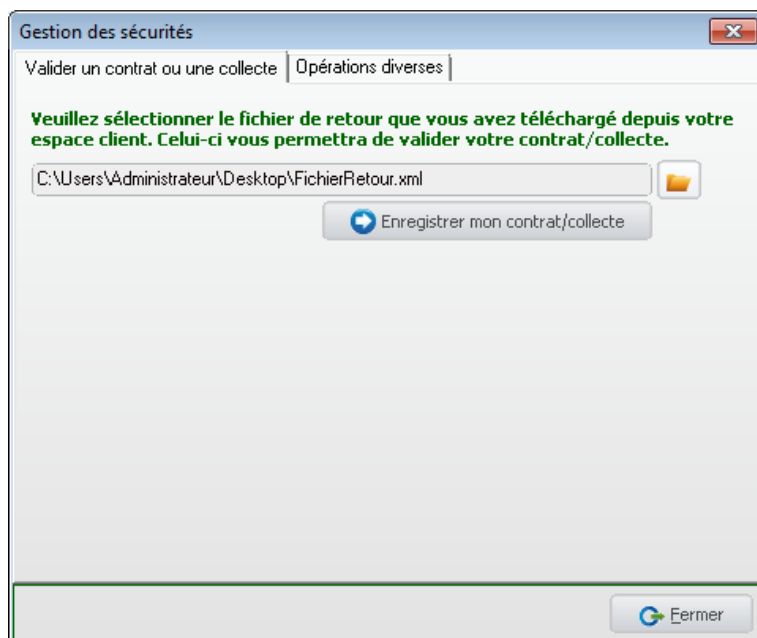 Gestion des sécurités
Valider un contrat ou une collecte
Opérations diverses
Veuillez sélectionner le fichier de retour que vous avez téléchargé depuis votre
espace client. Celui-ci vous permettra de valider votre contrat/collecte.
C:\Users\Administrateur\Desktop\FichierRetour.xml
Enregistrer mon contrat/collecte
Fermer